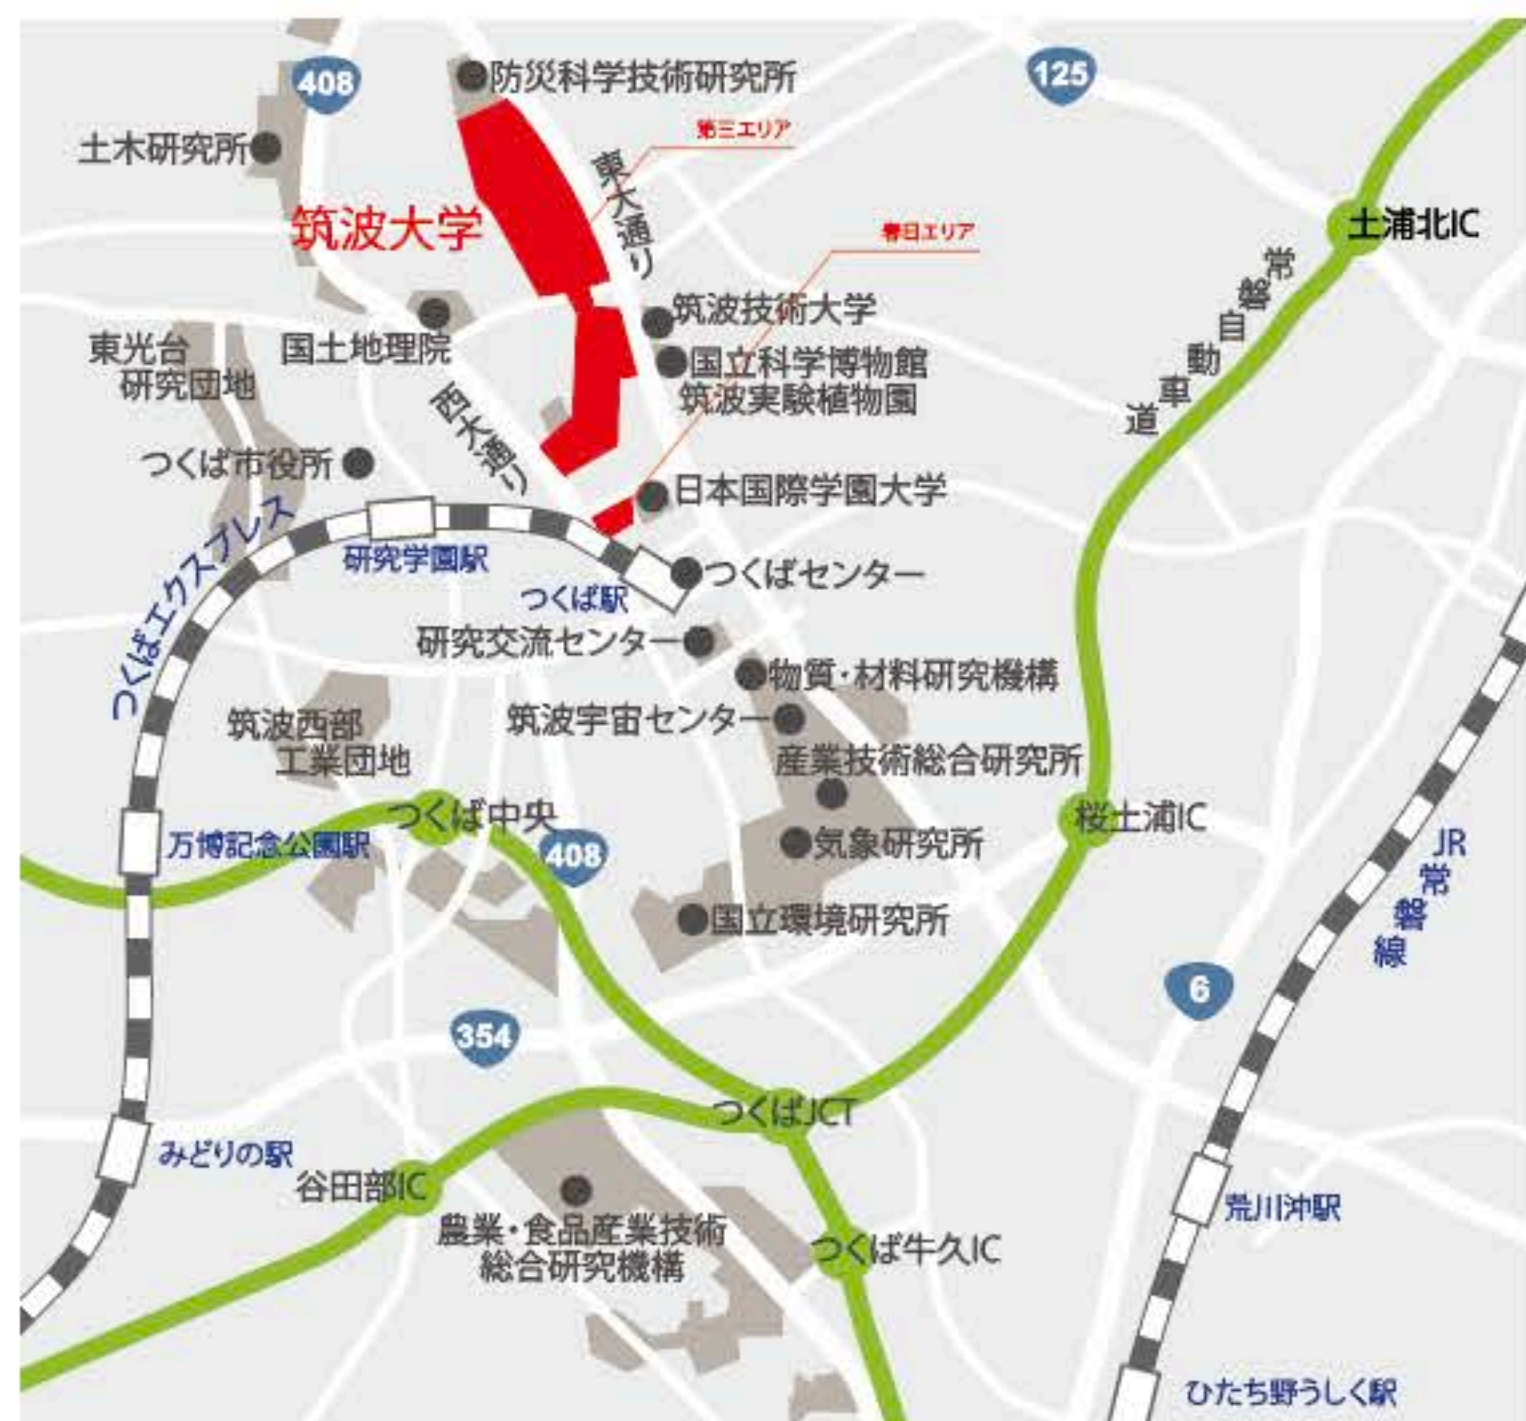 408
防災科学技術研究所
125
第三エリア
土木研究所
東大通り
筑波大学
春日エリア
土浦北IC
常磐自動車道
筑波技術大学
東光台
研究団地
国土地理院
国立科学博物館
筑波実験植物園
西大通り
つくば市役所
日本国際学園大学
つくばエクスプレス
研究学園駅
つくば駅
つくばセンター
研究交流センター
物質・材料研究機構
筑波西部
工業団地
筑波宇宙センター
産業技術総合研究所
つくば中央
桜土浦IC
万博記念公園駅
408
気象研究所
JR常磐線
国立環境研究所
6
354
つくばJCT
みどりの駅
谷田部IC
荒川沖駅
農業・食品産業技術
総合研究機構
つくば牛久IC
ひたち野うしく駅